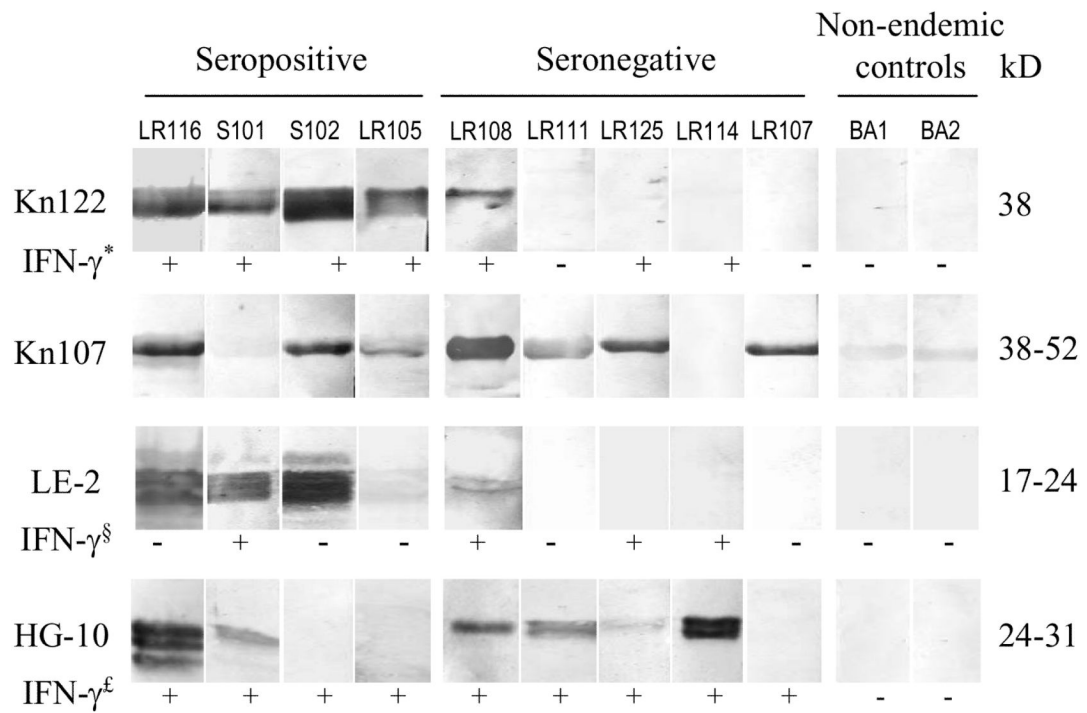 Seropositive Seronegative Non-endemic controls kD
LR116 S101 S102 LR105 LR108 LR111 LR125 LR114 LR107 BA1 BA2
Kn122 38
IFN-γ* + + + + + - + + - - -
Kn107 38-52
LE-2 17-24
IFN-γ§ - + - - + - + + - - -
HG-10 24-31
IFN-γ£ + + + + + + + + + - -